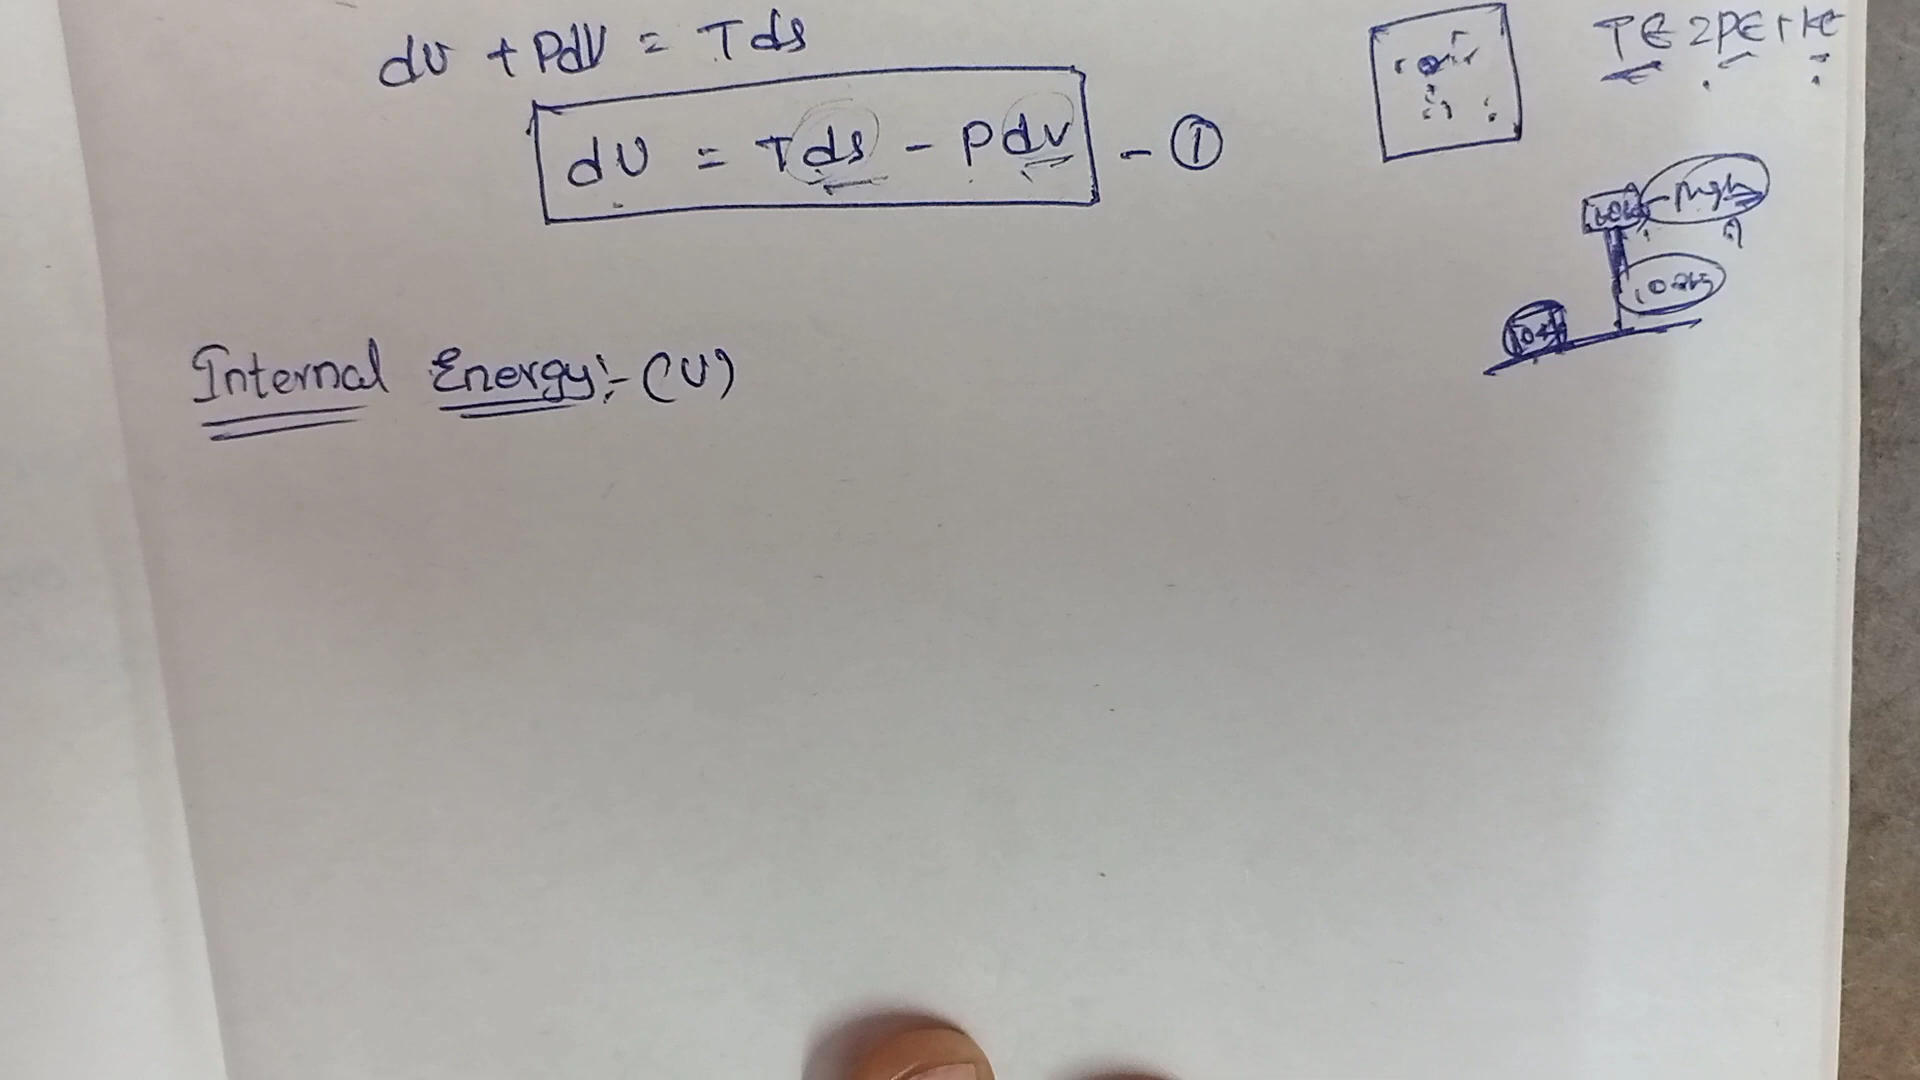 dU + PdV = Tds
dU = Tds - Pdv - ①
Internal Energy:- (U)
TE = PE + KE
mgh